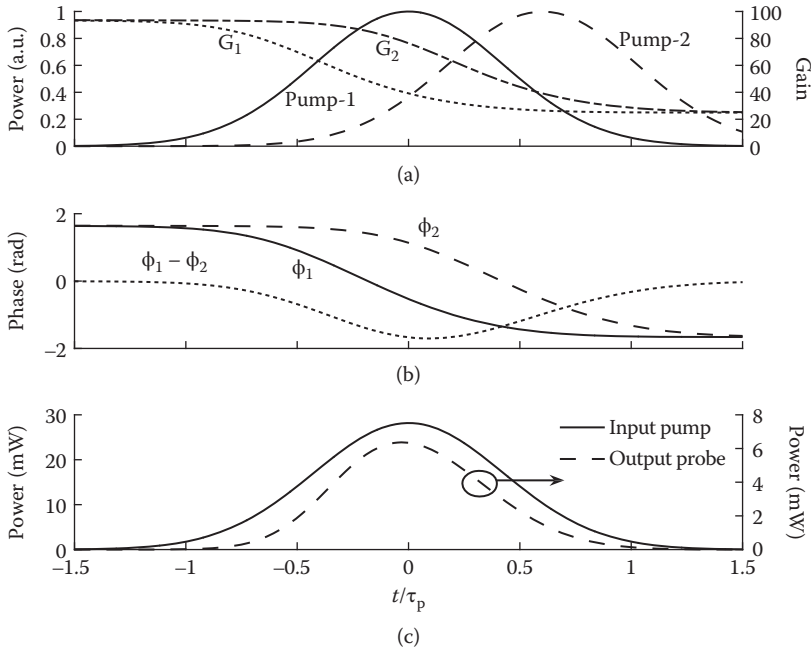 1
0.8
0.6
0.4
0.2
0
Power (a.u.)
G₁
G₂
Pump-1
Pump-2
100
80
60
40
20
0
Gain
(a)
2
0
−2
Phase (rad)
ϕ₁ − ϕ₂
ϕ₁
ϕ₂
(b)
30
20
10
0
Power (mW)
Input pump
Output probe
8
6
4
2
0
Power (mW)
−1.5 −1 −0.5 0 0.5 1 1.5
t/τₚ
(c)